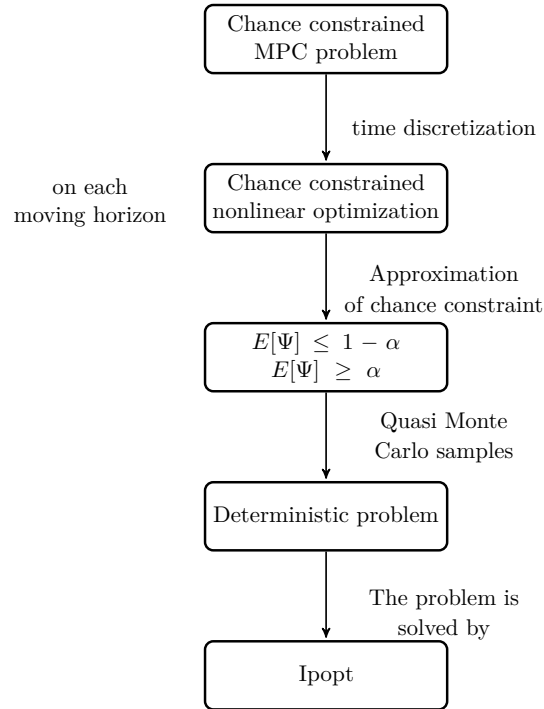 Chance constrained
MPC problem
time discretization
on each
moving horizon
Chance constrained
nonlinear optimization
Approximation
of chance constraint
E[Ψ] ≤ 1 − α
E[Ψ] ≥ α
Quasi Monte
Carlo samples
Deterministic problem
The problem is
solved by
Ipopt